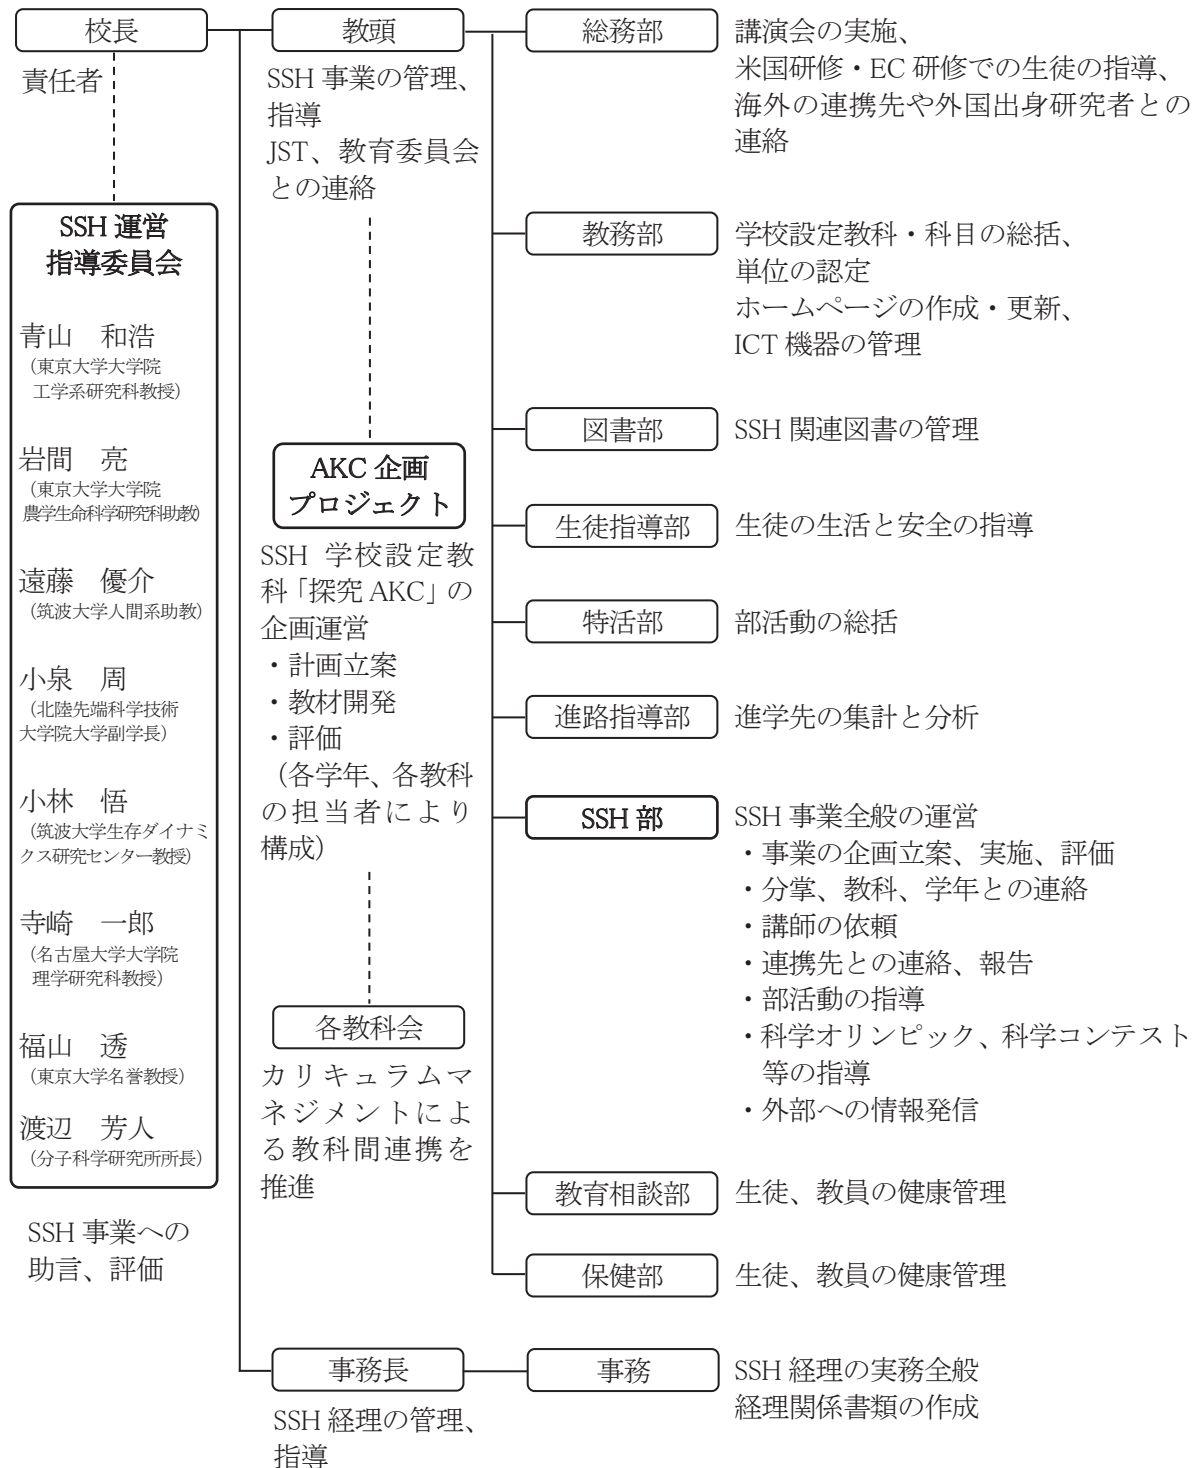 校長
責任者
SSH 運営
指導委員会
青山　和浩
（東京大学大学院
工学系研究科教授）
岩間　亮
（東京大学大学院
農学生命科学研究科助教）
遠藤　優介
（筑波大学人間系助教）
小泉　周
（北陸先端科学技術
大学院大学副学長）
小林　悟
（筑波大学生存ダイナミ
クス研究センター教授）
寺崎　一郎
（名古屋大学大学院
理学研究科教授）
福山　透
（東京大学名誉教授）
渡辺　芳人
（分子科学研究所所長）
SSH 事業への
助言、評価
教頭
SSH 事業の管理、
指導
JST、教育委員会
との連絡
AKC 企画
プロジェクト
SSH 学校設定教
科「探究 AKC」の
企画運営
・計画立案
・教材開発
・評価
（各学年、各教科
の担当者により
構成）
各教科会
カリキュラムマ
ネジメントによ
る教科間連携を
推進
事務長
SSH 経理の管理、
指導
総務部
講演会の実施、
米国研修・EC 研修での生徒の指導、
海外の連携先や外国出身研究者との
連絡
教務部
学校設定教科・科目の総括、
単位の認定
ホームページの作成・更新、
ICT 機器の管理
図書部
SSH 関連図書の管理
生徒指導部
生徒の生活と安全の指導
特活部
部活動の総括
進路指導部
進学先の集計と分析
SSH 部
SSH 事業全般の運営
・事業の企画立案、実施、評価
・分掌、教科、学年との連絡
・講師の依頼
・連携先との連絡、報告
・部活動の指導
・科学オリンピック、科学コンテスト
等の指導
・外部への情報発信
教育相談部
生徒、教員の健康管理
保健部
生徒、教員の健康管理
事務
SSH 経理の実務全般
経理関係書類の作成